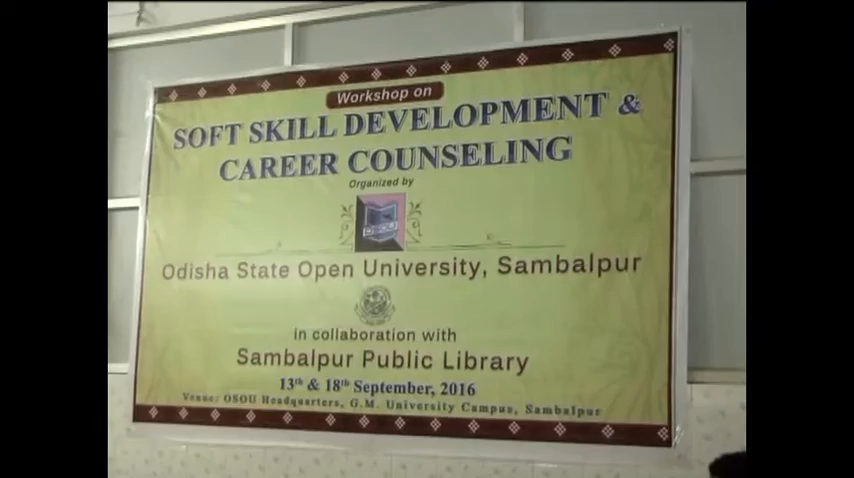 Workshop on
SOFT SKILL DEVELOPMENT &
CAREER COUNSELING
Organized by
OSOU
Odisha State Open University, Sambalpur
in collaboration with
Sambalpur Public Library
13th & 18th September, 2016
Venue: OSOU Headquarters, G.M. University Campus, Sambalpur